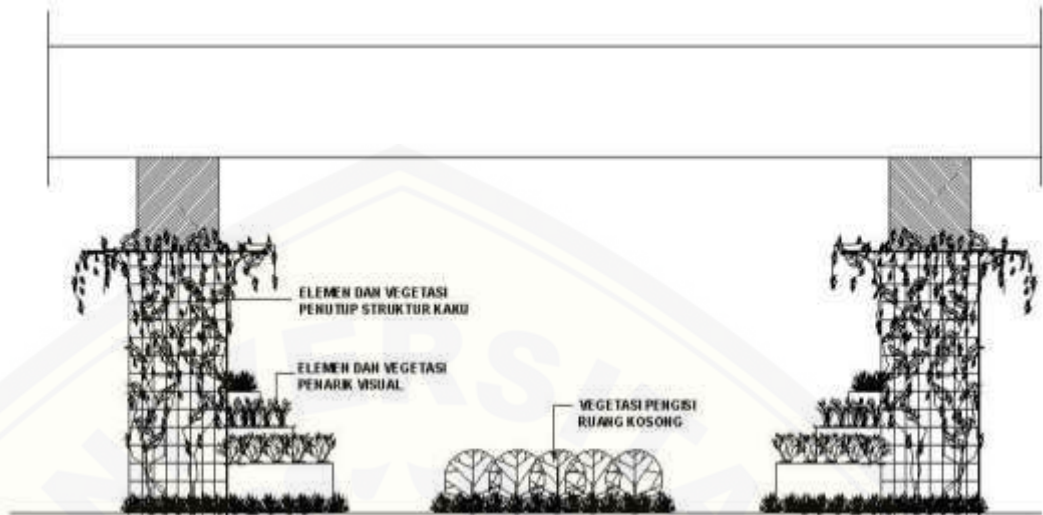 ELEMEN DAN VEGETASI
PENUTUP STRUKTUR KAKU
ELEMEN DAN VEGETASI
PENARIK VISUAL
VEGETASI PENGISI
RUANG KOSONG